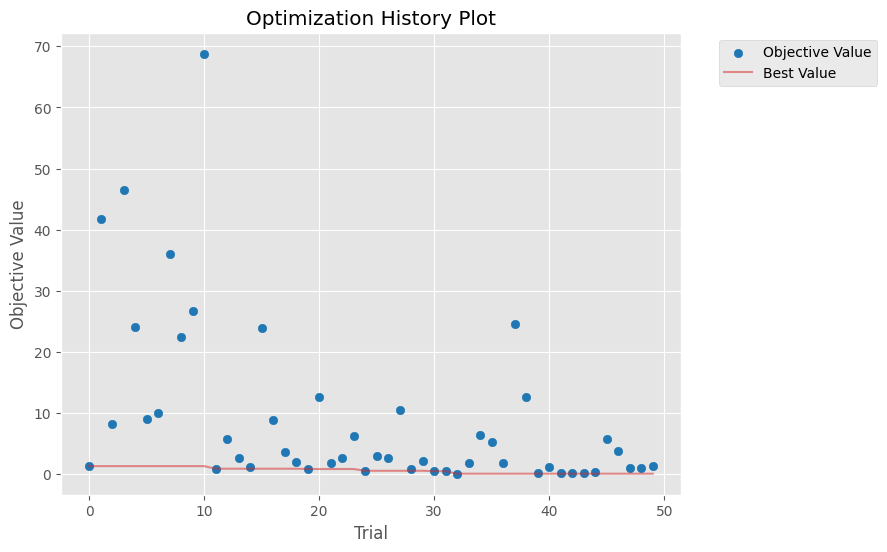 Optimization History Plot
Objective Value
Best Value
70
60
50
40
30
20
10
0
Objective Value
0 10 20 30 40 50
Trial